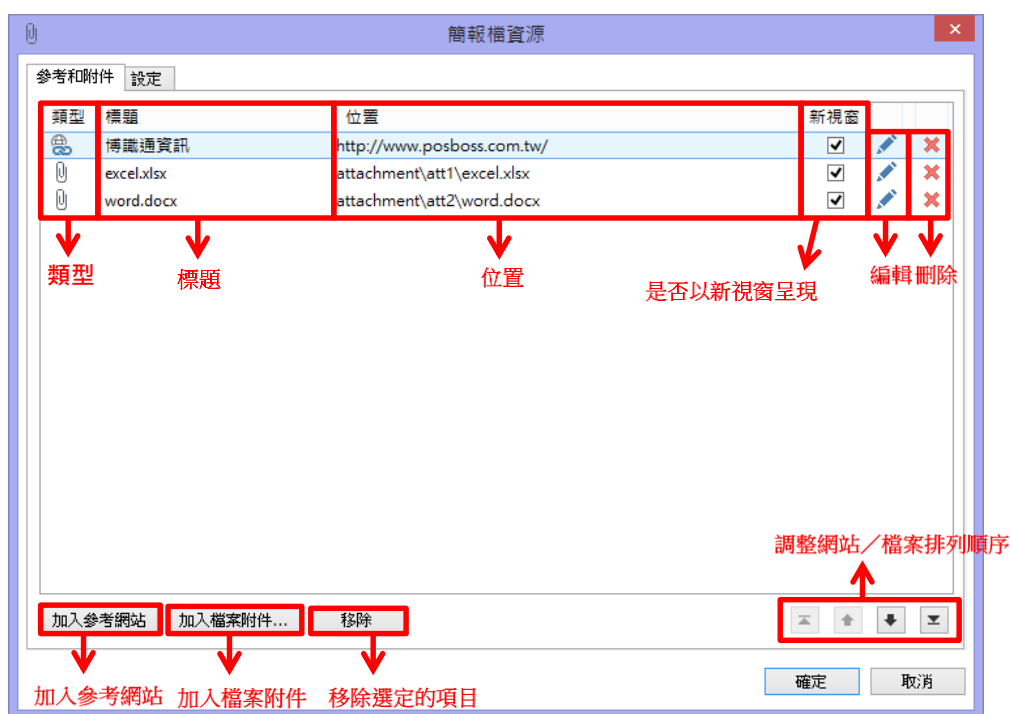 簡報檔資源
參考和附件 設定
類型 標題 位置 新視窗
博識通資訊 http://www.posboss.com.tw/
excel.xlsx attachment\att1\excel.xlsx
word.docx attachment\att2\word.docx
類型 標題 位置 是否以新視窗呈現 編輯 刪除
調整網站／檔案排列順序
加入參考網站 加入檔案附件... 移除
加入參考網站 加入檔案附件 移除選定的項目
確定 取消